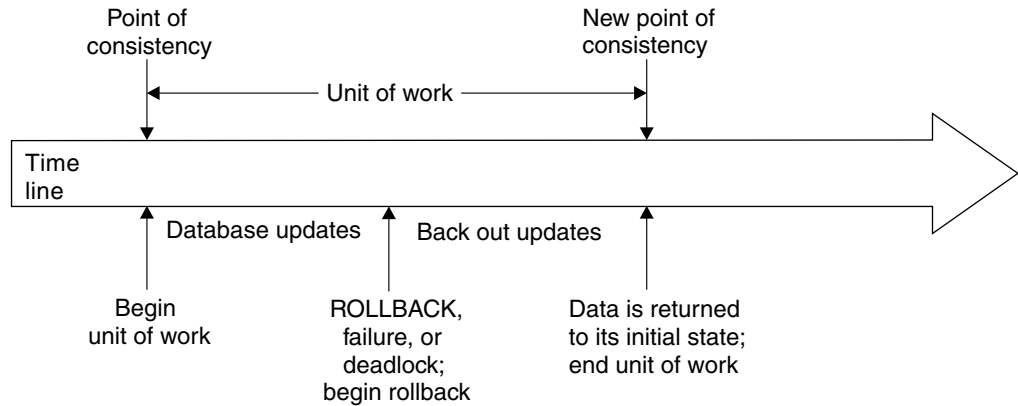 Point of
consistency
New point of
consistency
Unit of work
Time
line
Database updates
Back out updates
Begin
unit of work
ROLLBACK,
failure, or
deadlock;
begin rollback
Data is returned
to its initial state;
end unit of work